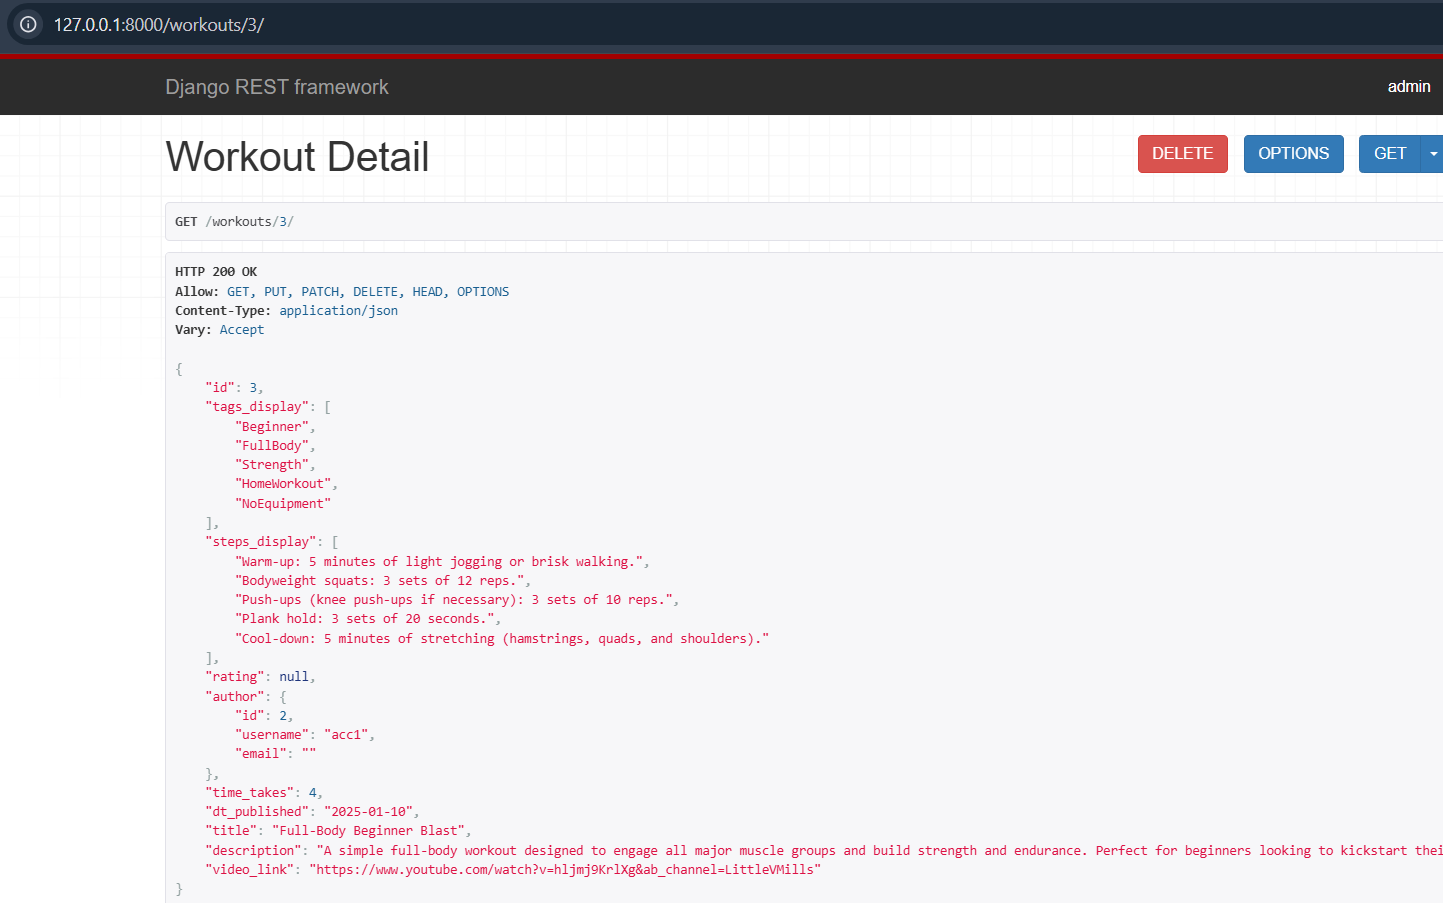 127.0.0.1:8000/workouts/3/
Django REST framework
admin
Workout Detail
DELETE
OPTIONS
GET
GET /workouts/3/
HTTP 200 OK
Allow: GET, PUT, PATCH, DELETE, HEAD, OPTIONS
Content-Type: application/json
Vary: Accept
{
    "id": 3,
    "tags_display": [
        "Beginner",
        "FullBody",
        "Strength",
        "HomeWorkout",
        "NoEquipment"
    ],
    "steps_display": [
        "Warm-up: 5 minutes of light jogging or brisk walking.",
        "Bodyweight squats: 3 sets of 12 reps.",
        "Push-ups (knee push-ups if necessary): 3 sets of 10 reps.",
        "Plank hold: 3 sets of 20 seconds.",
        "Cool-down: 5 minutes of stretching (hamstrings, quads, and shoulders)."
    ],
    "rating": null,
    "author": {
        "id": 2,
        "username": "acc1",
        "email": ""
    },
    "time_takes": 4,
    "dt_published": "2025-01-10",
    "title": "Full-Body Beginner Blast",
    "description": "A simple full-body workout designed to engage all major muscle groups and build strength and endurance. Perfect for beginners looking to kickstart thei
    "video_link": "https://www.youtube.com/watch?v=hljmj9KrlXg&ab_channel=LittleVMills"
}